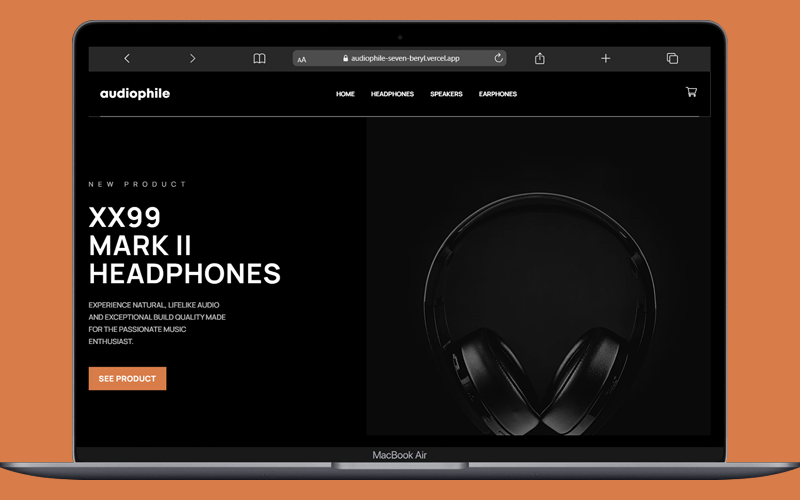 AA audiophile-seven-beryl.vercel.app
audiophile HOME HEADPHONES SPEAKERS EARPHONES
NEW PRODUCT
XX99
MARK II
HEADPHONES
EXPERIENCE NATURAL, LIFELIKE AUDIO
AND EXCEPTIONAL BUILD QUALITY MADE
FOR THE PASSIONATE MUSIC
ENTHUSIAST.
SEE PRODUCT
MacBook Air